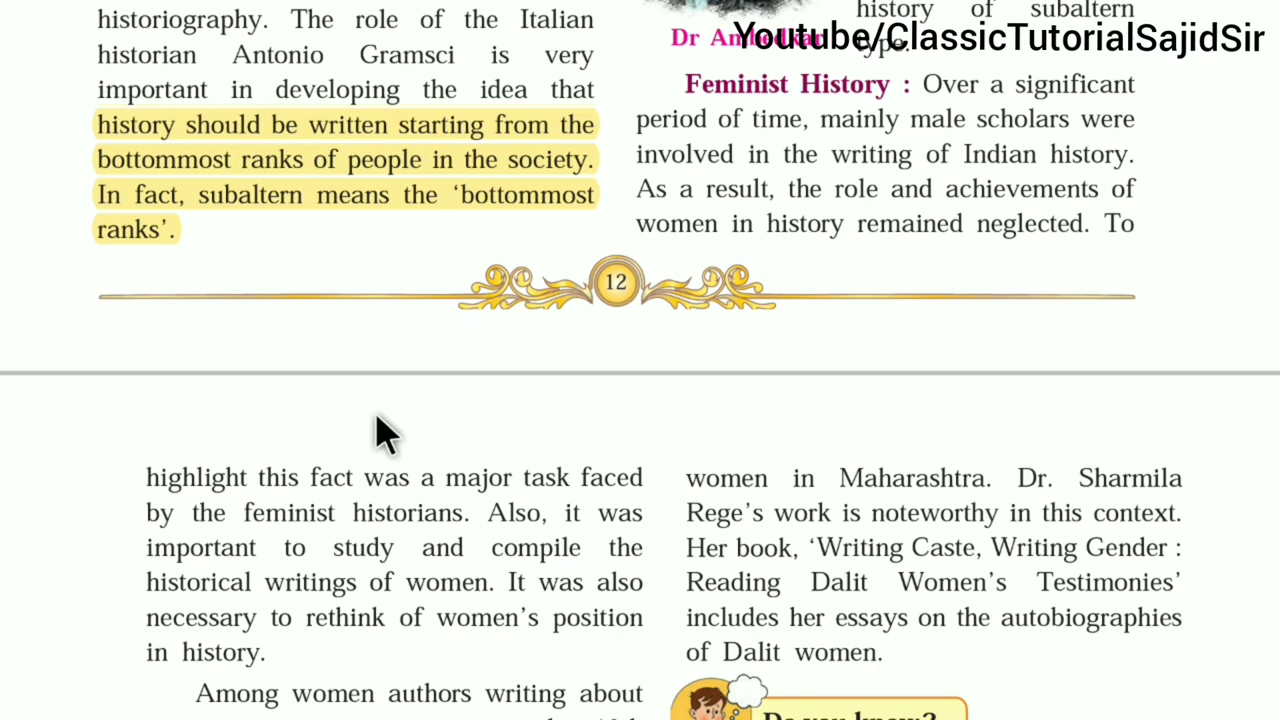 historiography. The role of the Italian
historian Antonio Gramsci is very
important in developing the idea that
history should be written starting from the
bottommost ranks of people in the society.
In fact, subaltern means the ‘bottommost
ranks’.
history of subaltern
type.
Dr Ambedkar
Youtube/ClassicTutorialSajidSir
Feminist History : Over a significant
period of time, mainly male scholars were
involved in the writing of Indian history.
As a result, the role and achievements of
women in history remained neglected. To
12
highlight this fact was a major task faced
by the feminist historians. Also, it was
important to study and compile the
historical writings of women. It was also
necessary to rethink of women’s position
in history.
Among women authors writing about
women in Maharashtra. Dr. Sharmila
Rege’s work is noteworthy in this context.
Her book, ‘Writing Caste, Writing Gender :
Reading Dalit Women’s Testimonies’
includes her essays on the autobiographies
of Dalit women.
Do you know?